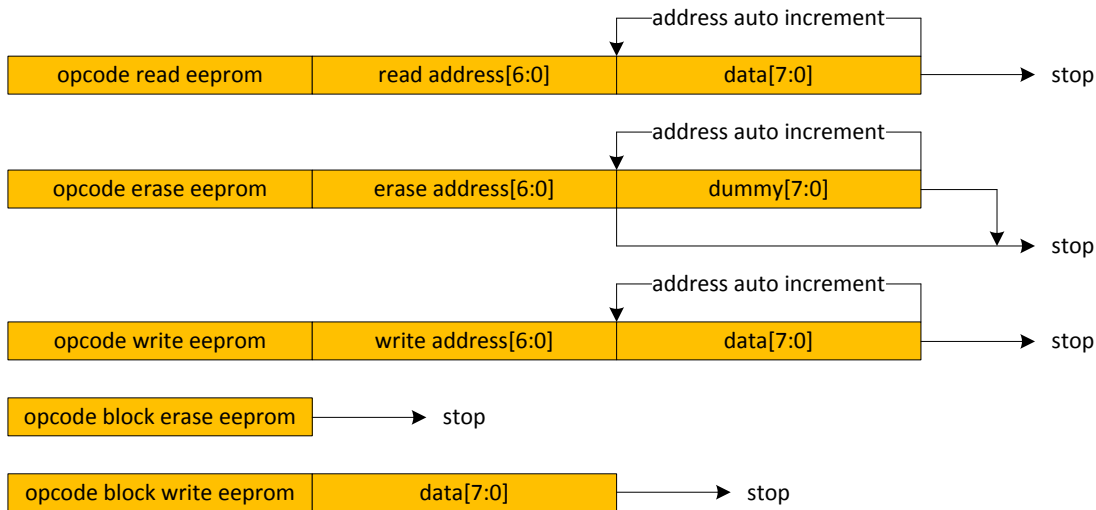 address auto increment
opcode read eeprom read address[6:0] data[7:0] stop
address auto increment
opcode erase eeprom erase address[6:0] dummy[7:0]
stop
address auto increment
opcode write eeprom write address[6:0] data[7:0] stop
opcode block erase eeprom stop
opcode block write eeprom data[7:0] stop